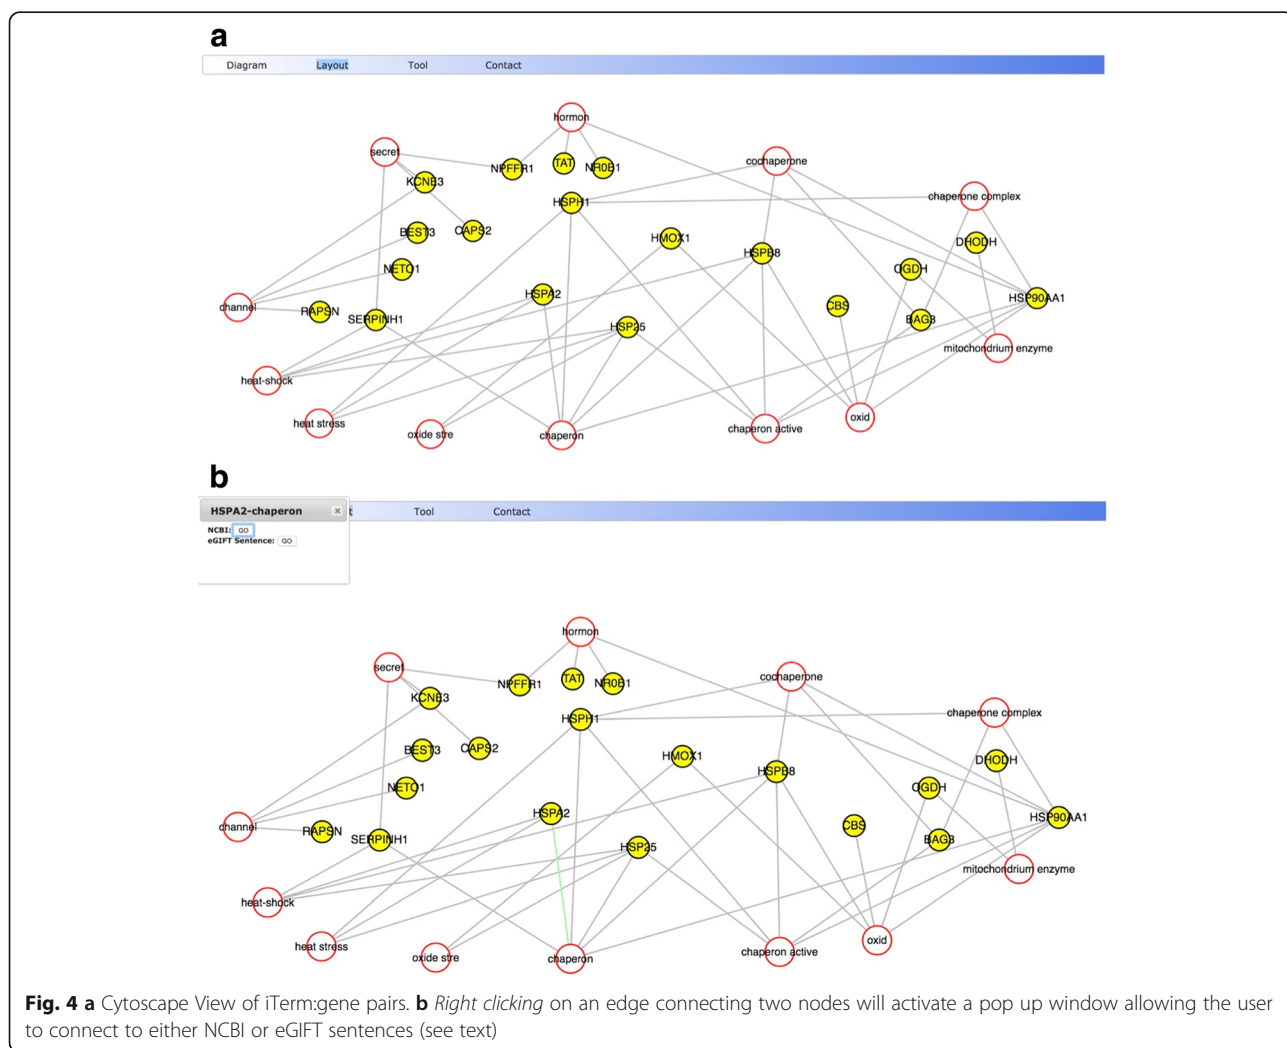 a
Diagram Layout Tool Contact
hormon
secret
cochaperone
NPFFR1 TAT NR0B1
KCNE3
chaperone complex
HSPH1
BEST3 CAPS2
HMOX1
DHODH
HSPB8
NETO1
OGDH
HSPA2
HSP90AA1
channel
RAPSN
CBS
SERPINH1
BAG3
HSP25
mitochondrium enzyme
heat-shock
oxid
heat stress
chaperon active
oxide stre
chaperon
b
HSPA2-chaperon
t Tool Contact
NCBI: GO
eGIFT Sentence: GO
hormon
secret
cochaperone
TAT
NPFFR1 NR0B1
KCNE3
chaperone complex
HSPH1
BEST3 CAPS2
HMOX1
DHODH
HSPB8
NETO1
OGDH
HSPA2
HSP90AA1
channel
RAPSN
CBS
SERPINH1
BAG3
HSP25
mitochondrium enzyme
heat-shock
oxid
heat stress
chaperon active
oxide stre
chaperon
Fig. 4 a Cytoscape View of iTerm:gene pairs. b Right clicking on an edge connecting two nodes will activate a pop up window allowing the user
to connect to either NCBI or eGIFT sentences (see text)